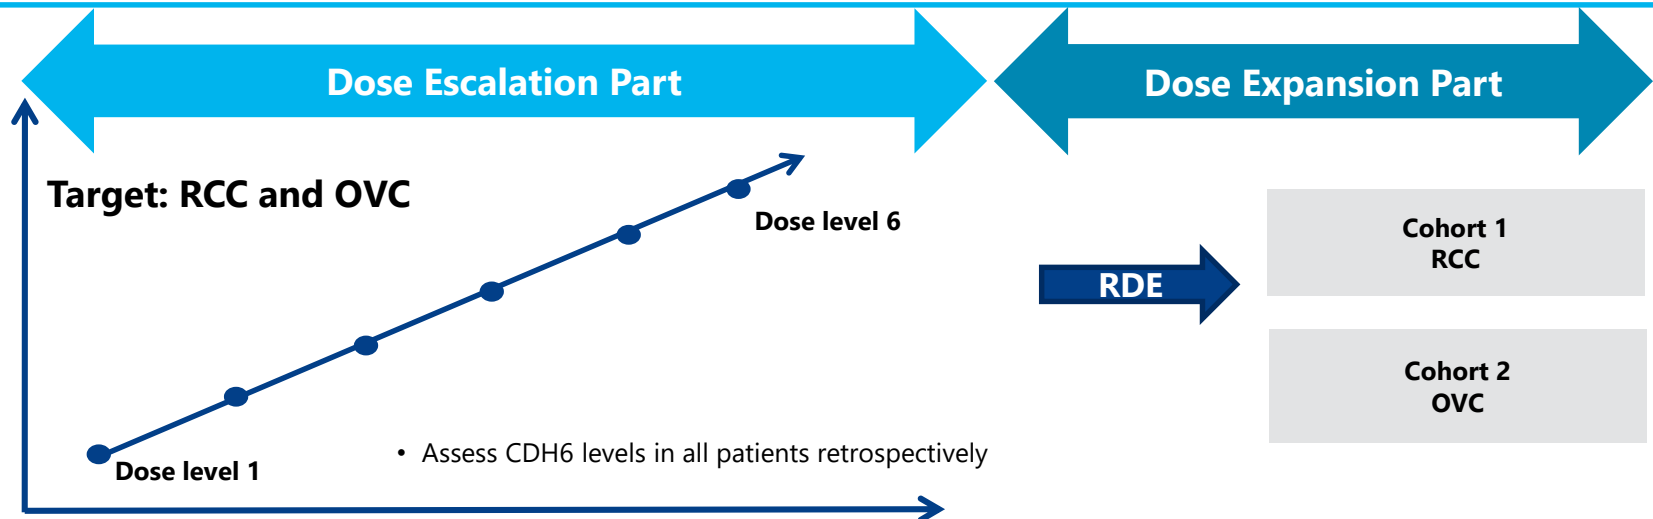 Dose Escalation Part
Dose Expansion Part
Target: RCC and OVC
Dose level 6
Dose level 1
• Assess CDH6 levels in all patients retrospectively
RDE
Cohort 1
RCC
Cohort 2
OVC